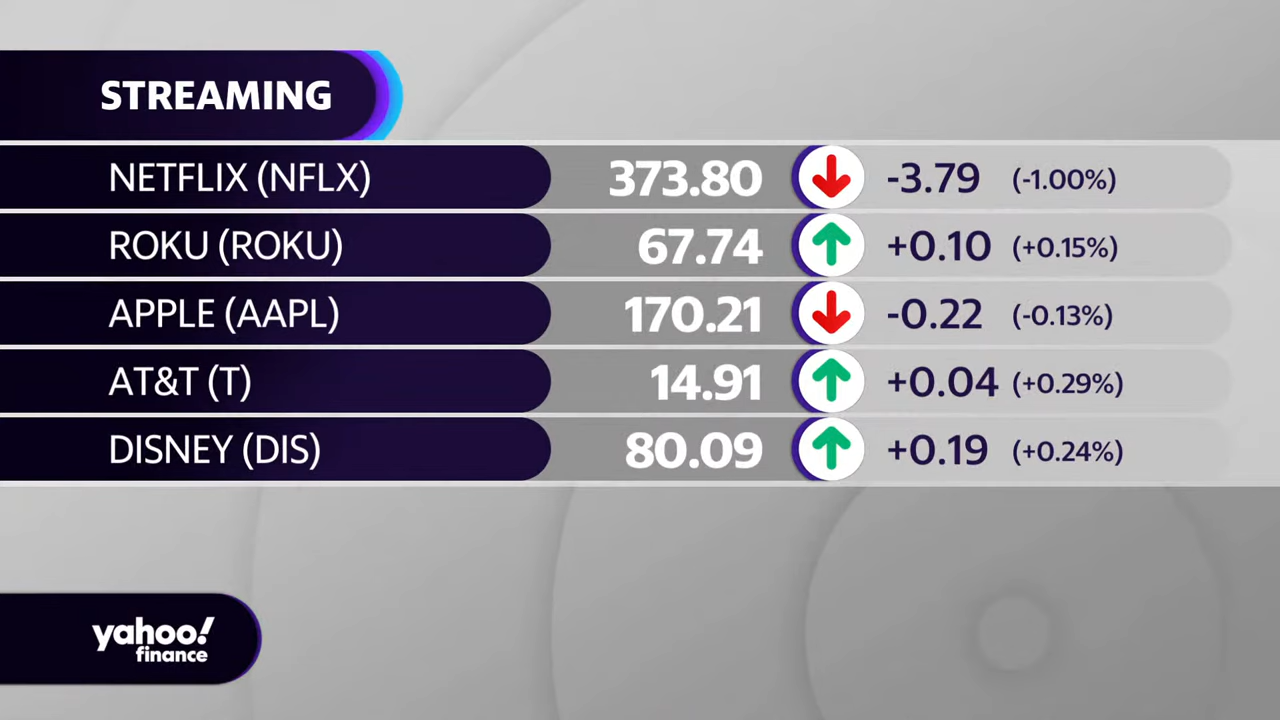 STREAMING
NETFLIX (NFLX) 373.80 -3.79 (-1.00%)
ROKU (ROKU) 67.74 +0.10 (+0.15%)
APPLE (AAPL) 170.21 -0.22 (-0.13%)
AT&T (T) 14.91 +0.04 (+0.29%)
DISNEY (DIS) 80.09 +0.19 (+0.24%)
yahoo!
finance